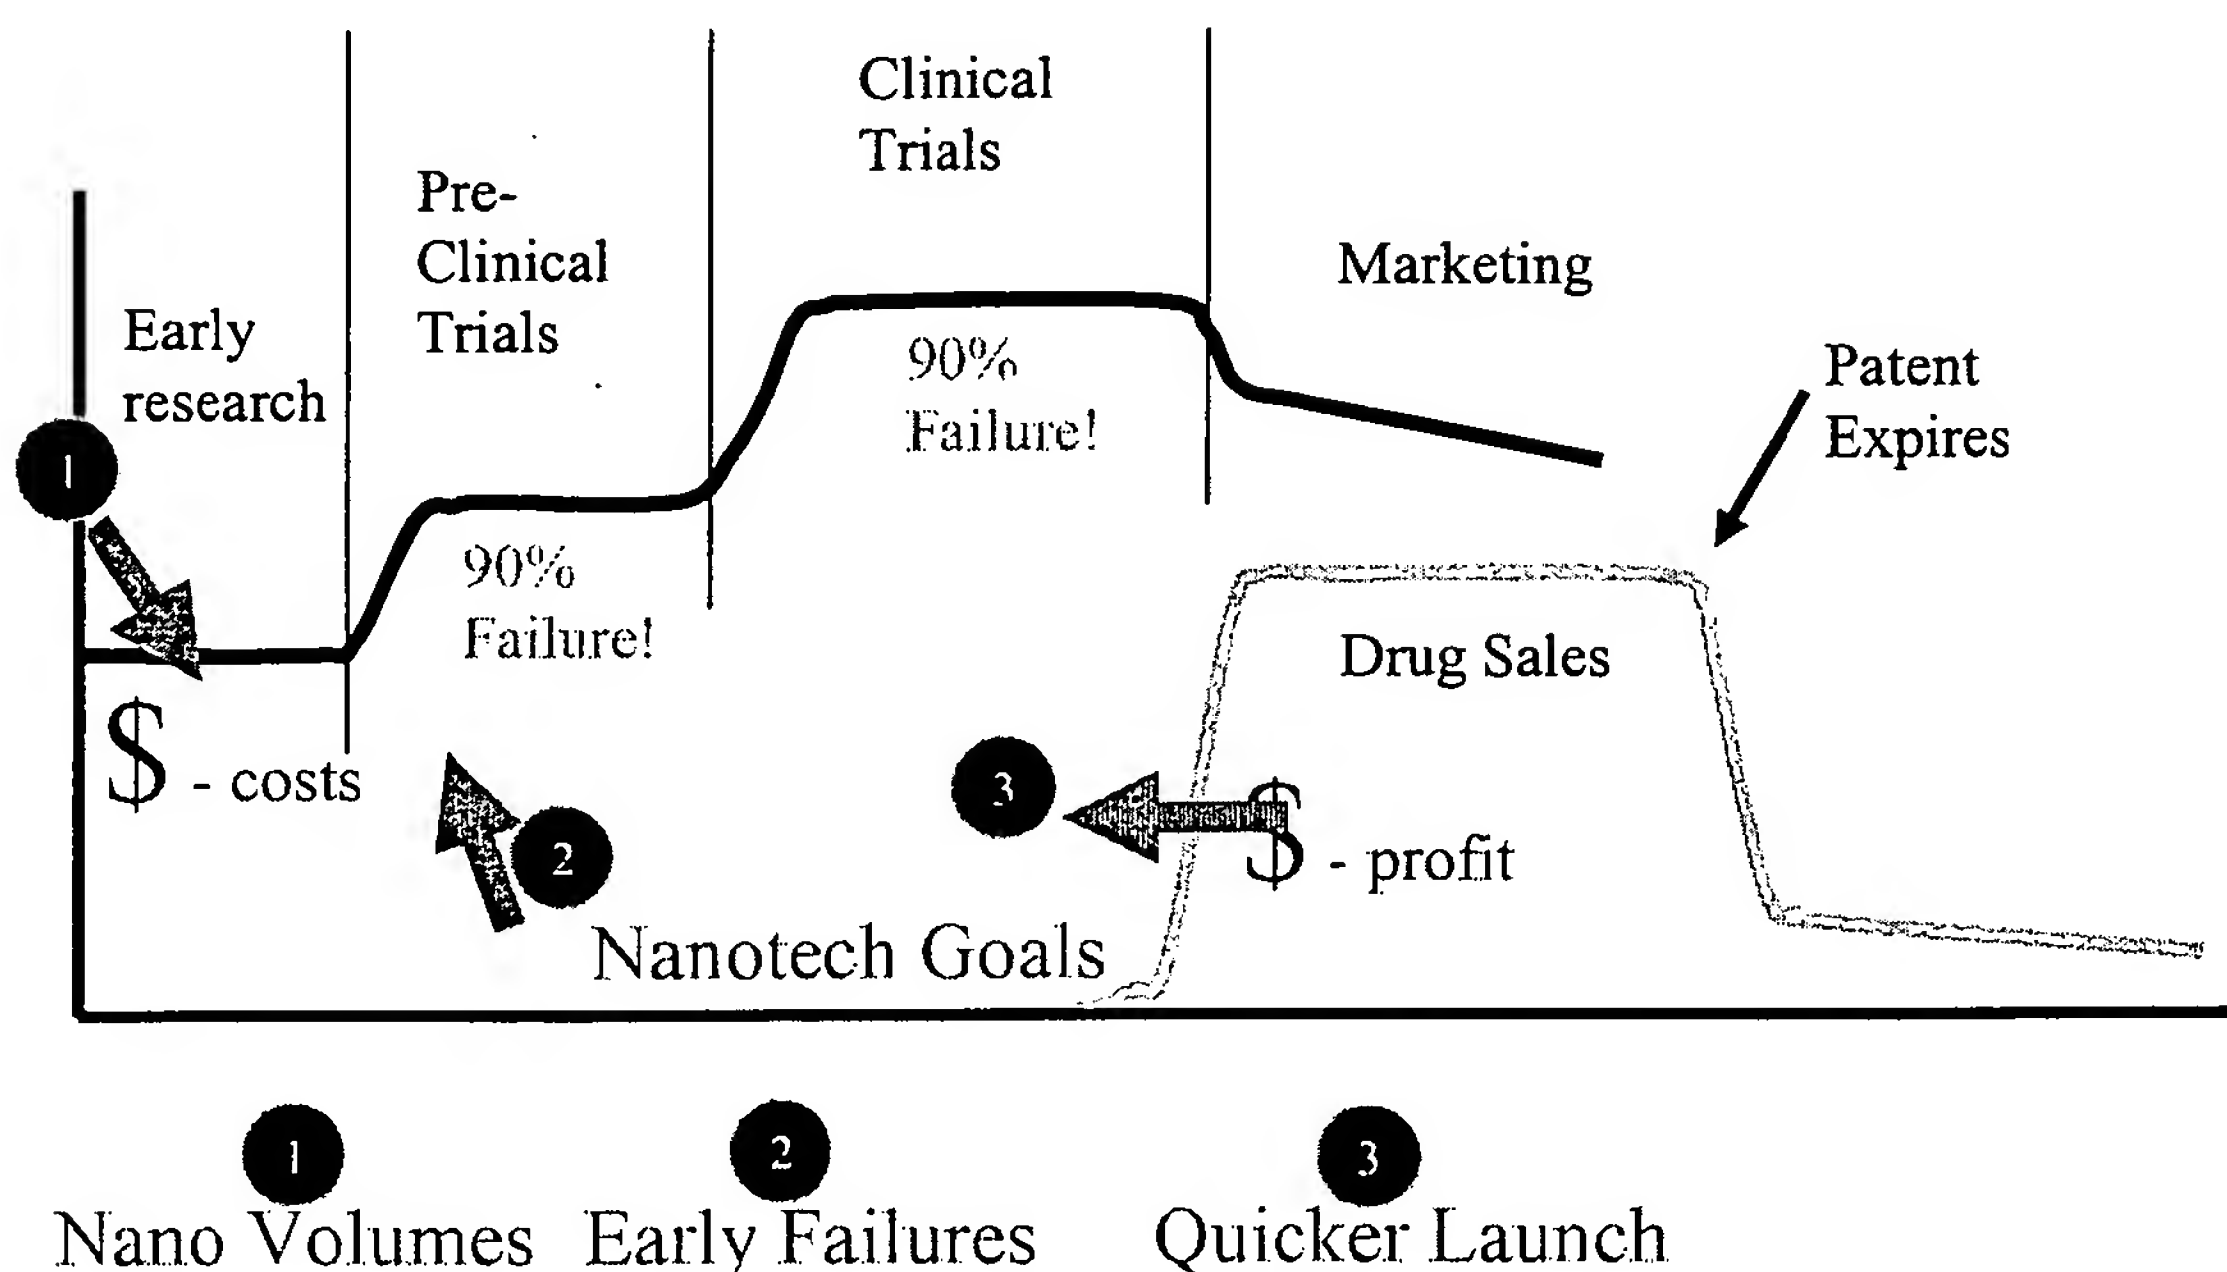 Early
research
Pre-
Clinical
Trials
Clinical
Trials
Marketing
Patent
Expires
90%
Failure!
90%
Failure!
1
$ - costs
2
3
$ - profit
Drug Sales
Nanotech Goals
1
2
3
Nano Volumes
Early Failures
Quicker Launch